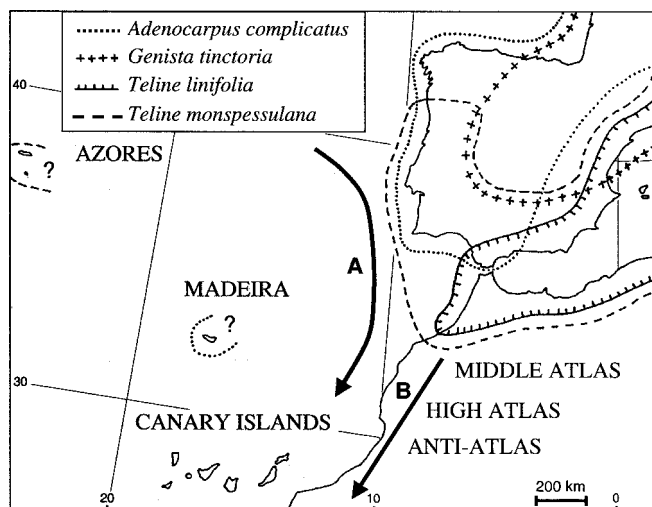 Adenocarpus complicatus
Genista tinctoria
Teline linifolia
Teline monspessulana
40
AZORES
?
A
MADEIRA
?
MIDDLE ATLAS
30
B
HIGH ATLAS
CANARY ISLANDS
ANTI-ATLAS
200 km
20
10
0